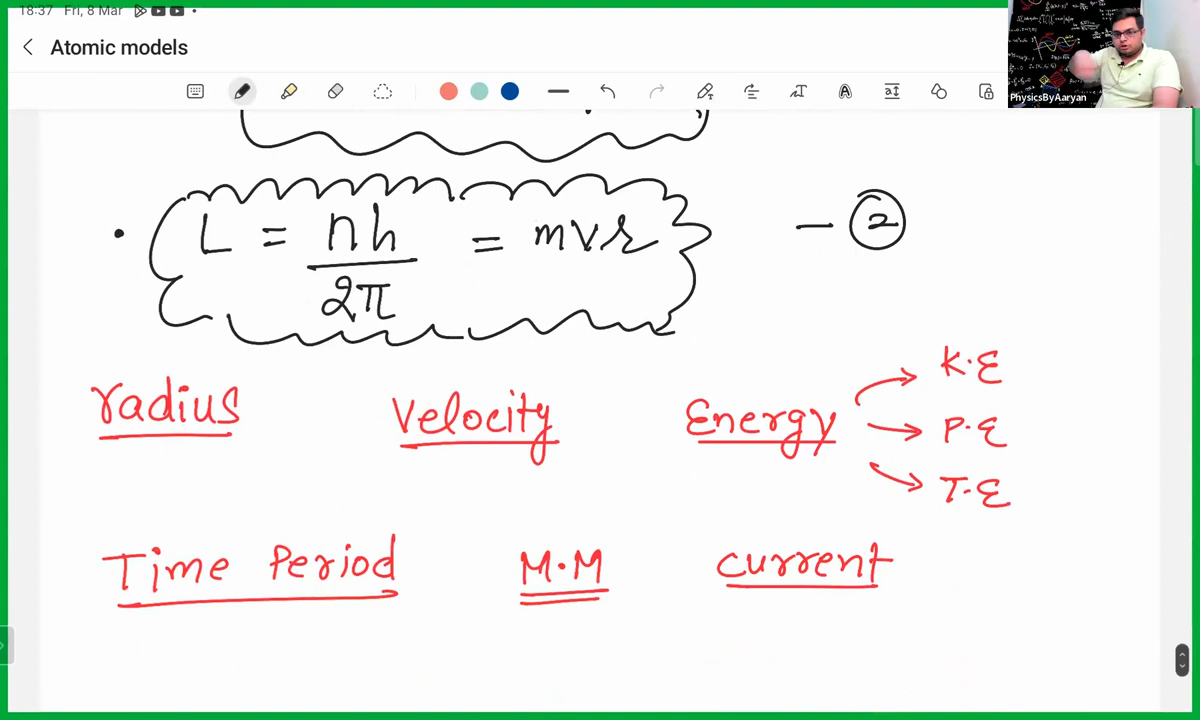 18:37 Fri, 8 Mar
Atomic models
PhysicsByAaryan
L = nh/2π = mvr — ②
radius Velocity Energy → K.E
→ P.E
→ T.E
Time Period M.M current